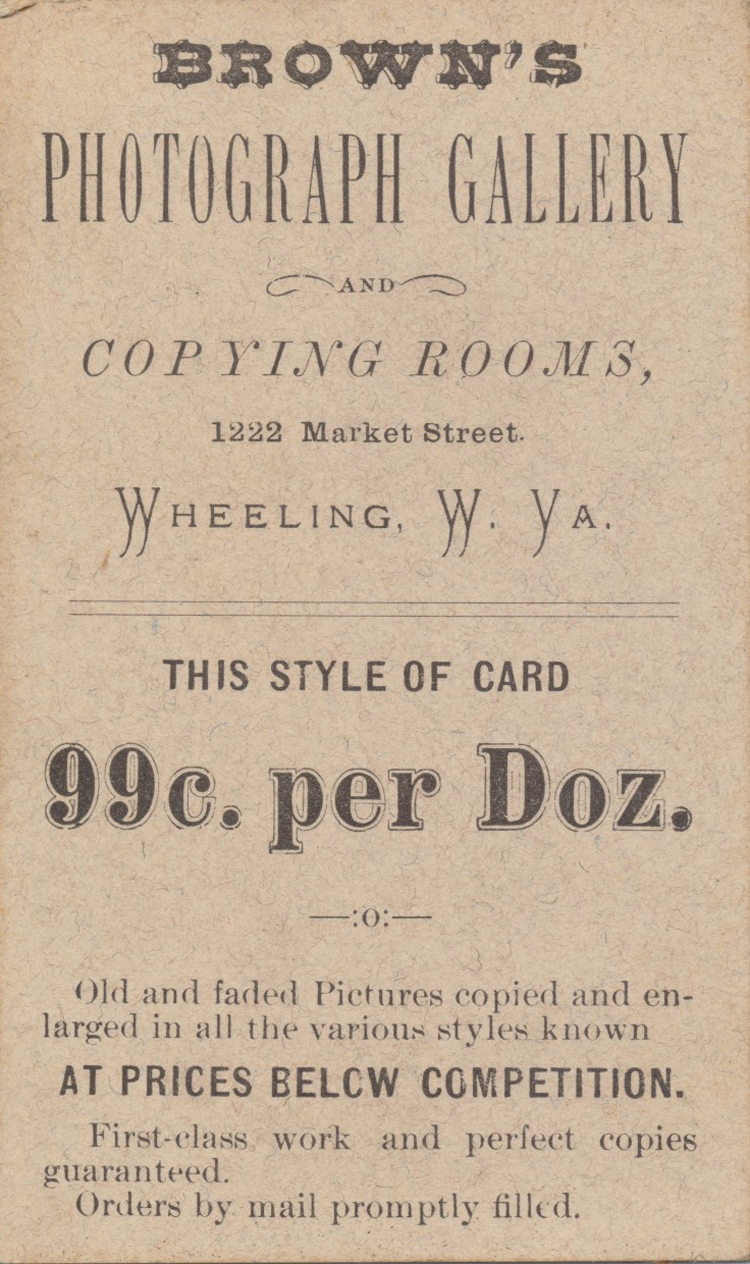 BROWN'S
PHOTOGRAPH GALLERY
AND
COPYING ROOMS,
1222 Market Street.
WHEELING, W. VA.
THIS STYLE OF CARD
99c. per Doz.
—:o:—
Old and faded Pictures copied and en-
larged in all the various styles known
AT PRICES BELOW COMPETITION.
First-class work and perfect copies
guaranteed.
Orders by mail promptly filled.